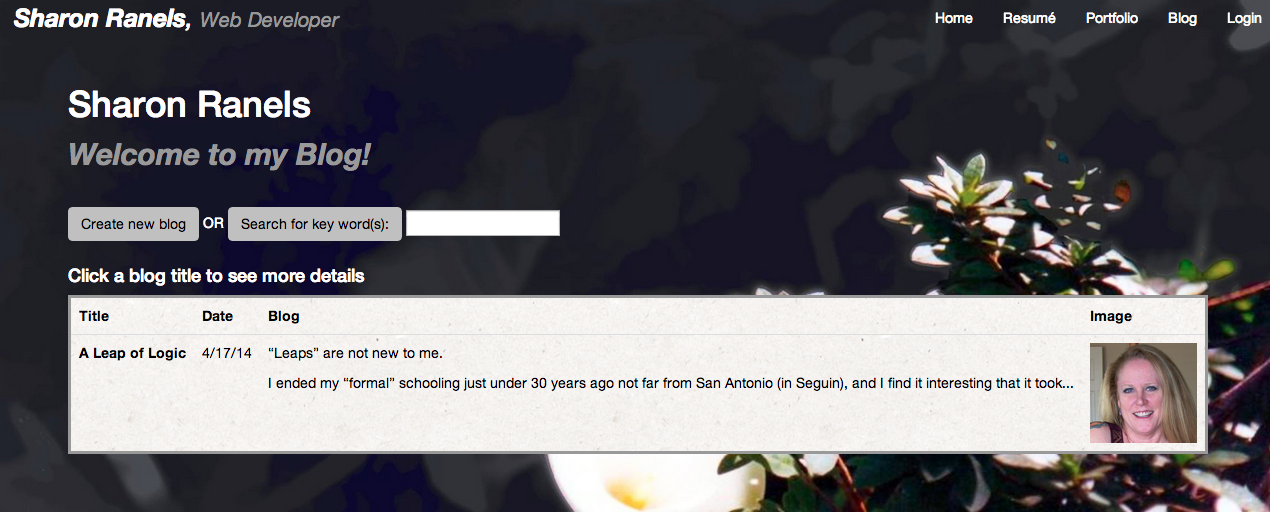 Sharon Ranels, Web Developer Home Resumé Portfolio Blog Login
Sharon Ranels
Welcome to my Blog!
Create new blog OR Search for key word(s):
Click a blog title to see more details
Title Date Blog Image
A Leap of Logic 4/17/14 “Leaps” are not new to me.
I ended my “formal” schooling just under 30 years ago not far from San Antonio (in Seguin), and I find it interesting that it took...